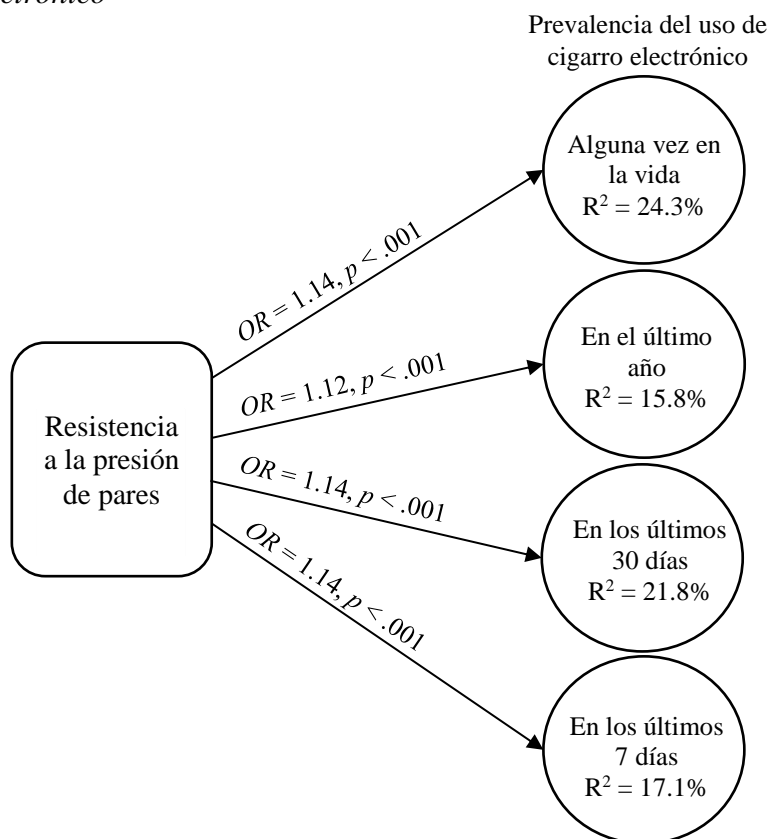 Prevalencia del uso de
cigarro electrónico
Alguna vez en
la vida
R² = 24.3%
OR = 1.14, p < .001
En el último
año
R² = 15.8%
OR = 1.12, p < .001
Resistencia
a la presión
de pares
OR = 1.14, p < .001
En los últimos
30 días
R² = 21.8%
OR = 1.14, p < .001
En los últimos
7 días
R² = 17.1%